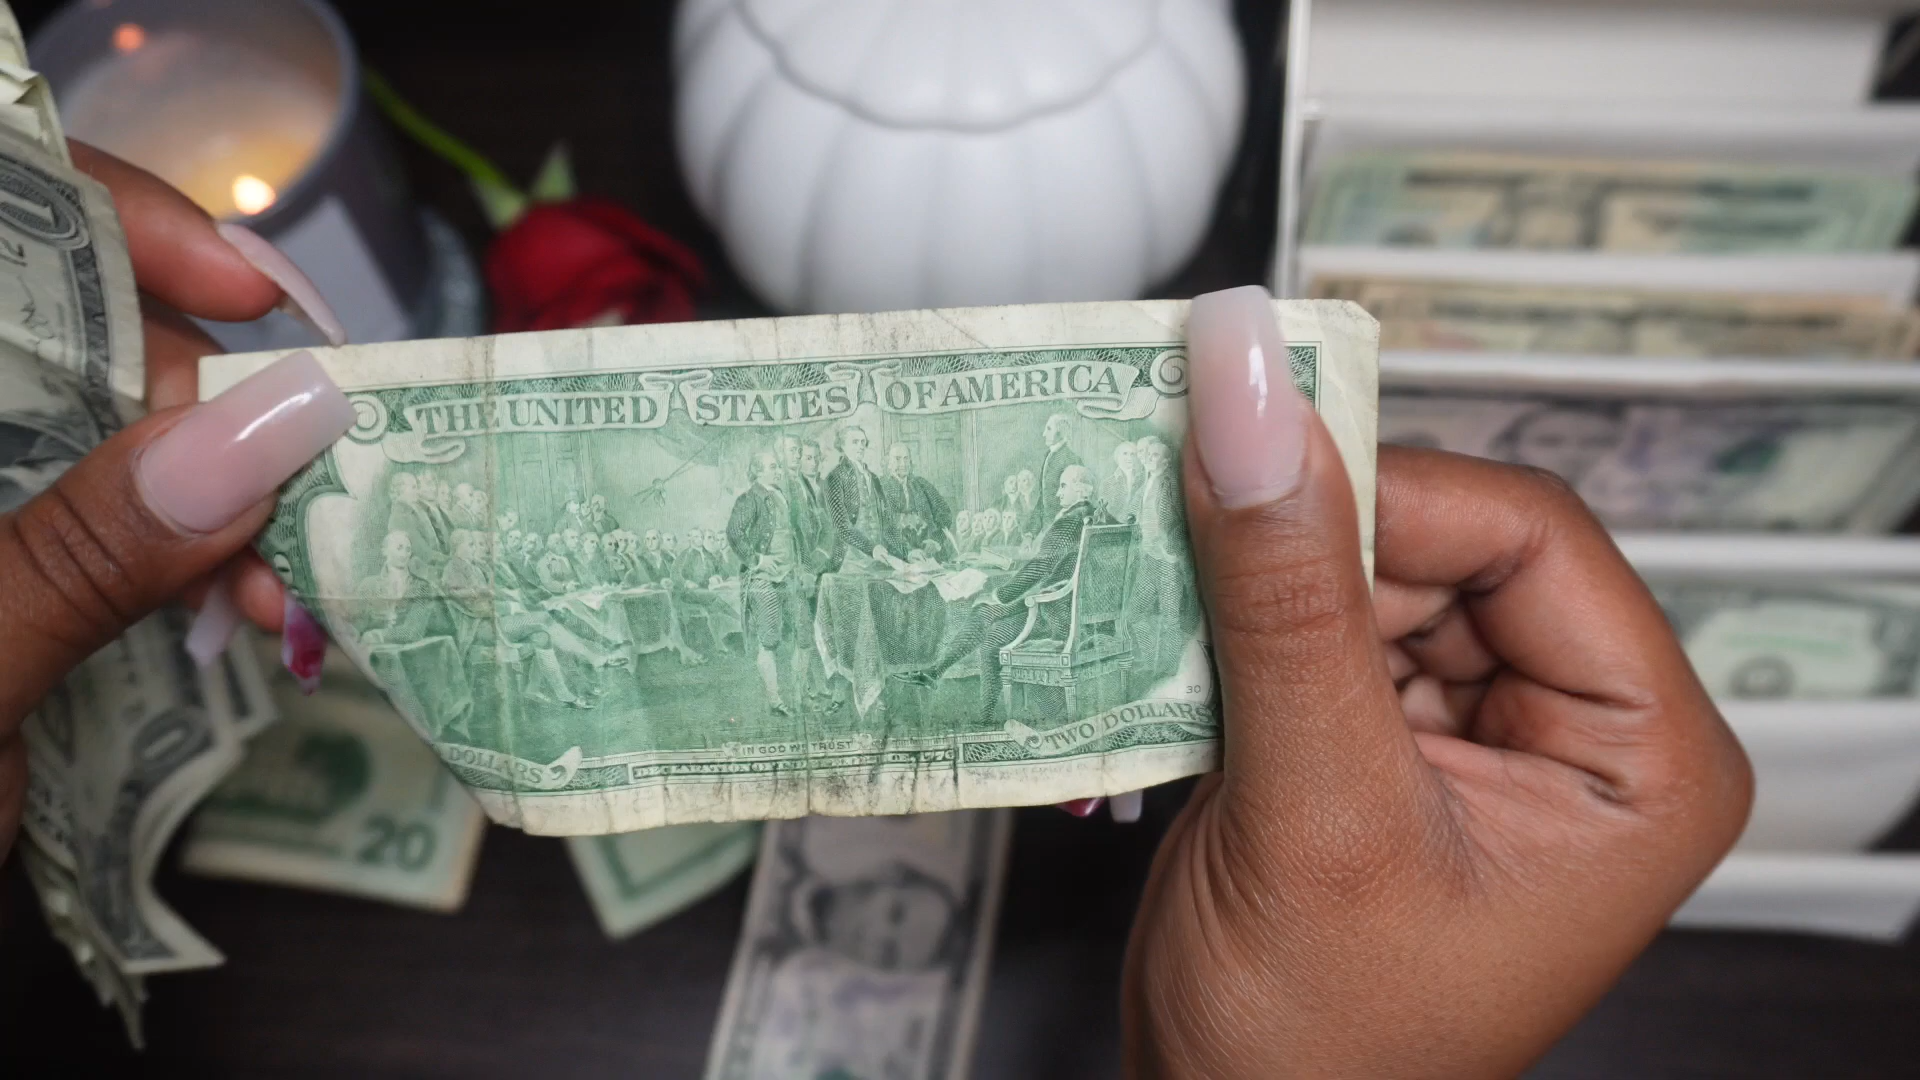 THE UNITED STATES OF AMERICA
30
DOLLARS
TWO DOLLARS
IN GOD WE TRUST
20